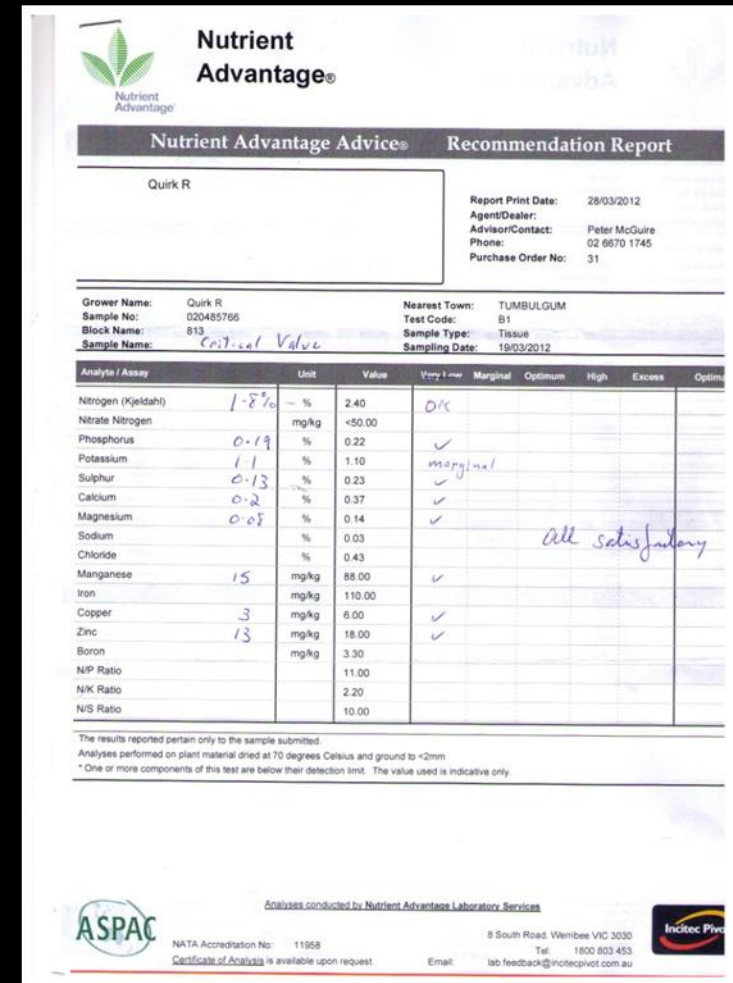 Nutrient
Advantage®
Nutrient
Advantage
Nutrient Advantage Advice® Recommendation Report
Quirk R
Report Print Date: 28/03/2012
Agent/Dealer:
Advisor/Contact: Peter McGuire
Phone: 02 6670 1745
Purchase Order No: 31
Grower Name: Quirk R Nearest Town: TUMBULGUM
Sample No: 020485766 Test Code: B1
Block Name: 813 Sample Type: Tissue
Sample Name: Critical Value Sampling Date: 19/03/2012
Analyte / Assay Unit Value Very Low Marginal Optimum High Excess Optima
Nitrogen (Kjeldahl) 1.8% % 2.40 OK
Nitrate Nitrogen mg/kg <50.00
Phosphorus 0.19 % 0.22 ✓
Potassium 1.1 % 1.10 marginal
Sulphur 0.13 % 0.23 ✓
Calcium 0.2 % 0.37 ✓
Magnesium 0.08 % 0.14 ✓
Sodium % 0.03 all satisfactory
Chloride % 0.43
Manganese 15 mg/kg 88.00 ✓
Iron mg/kg 110.00
Copper 3 mg/kg 6.00 ✓
Zinc 13 mg/kg 18.00 ✓
Boron mg/kg 3.30
N/P Ratio 11.00
N/K Ratio 2.20
N/S Ratio 10.00
The results reported pertain only to the sample submitted.
Analyses performed on plant material dried at 70 degrees Celsius and ground to <2mm
* One or more components of this test are below their detection limit. The value used is indicative only.
Analyses conducted by Nutrient Advantage Laboratory Services
ASPAC
NATA Accreditation No: 11958
Certificate of Analysis is available upon request.
8 South Road, Werribee VIC 3030
Tel: 1800 803 453
Email: lab.feedback@incitecpivot.com.au
Incitec Pivo